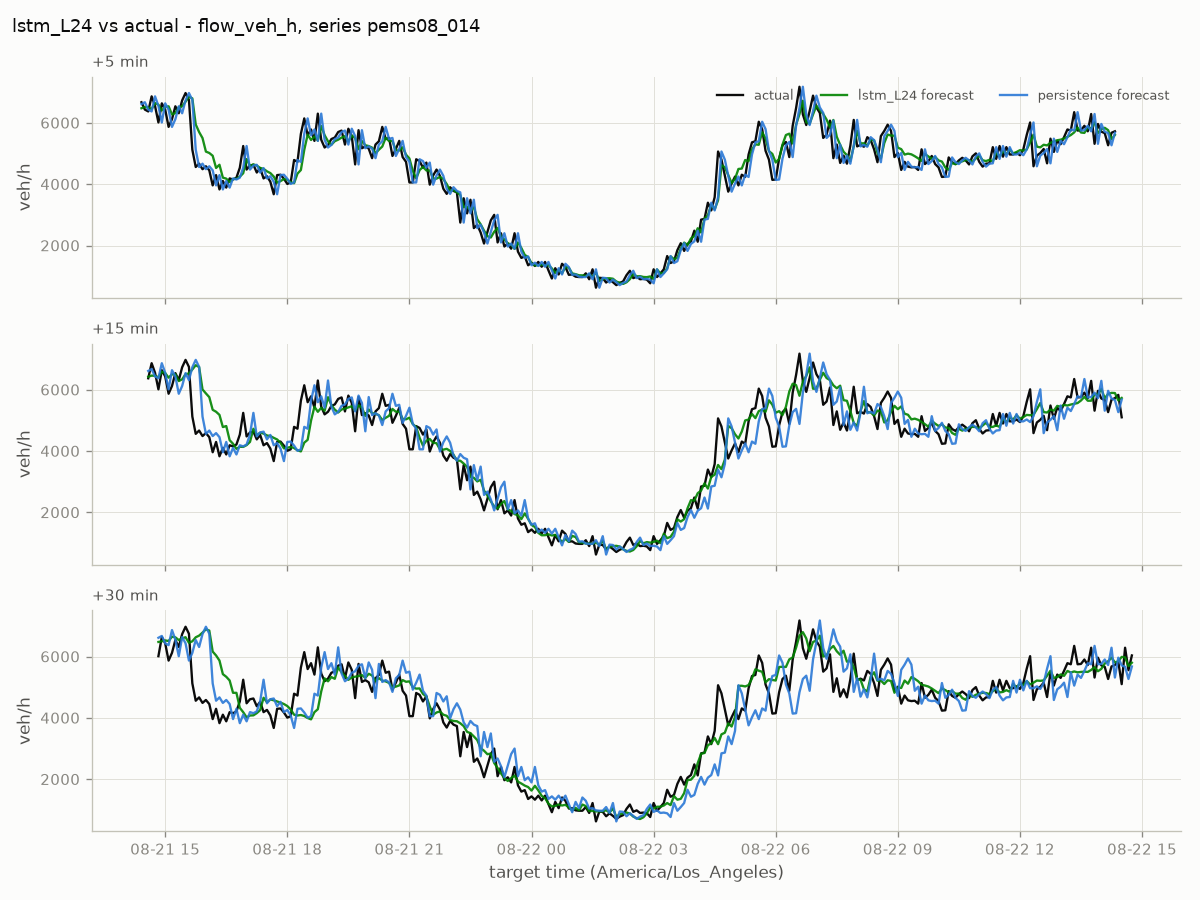 lstm_L24 vs actual - flow_veh_h, series pems08_014
+5 min
actual lstm_L24 forecast persistence forecast
6000
4000
2000
veh/h
+15 min
6000
4000
2000
veh/h
+30 min
6000
4000
2000
veh/h
08-21 15 08-21 18 08-21 21 08-22 00 08-22 03 08-22 06 08-22 09 08-22 12 08-22 15
target time (America/Los_Angeles)